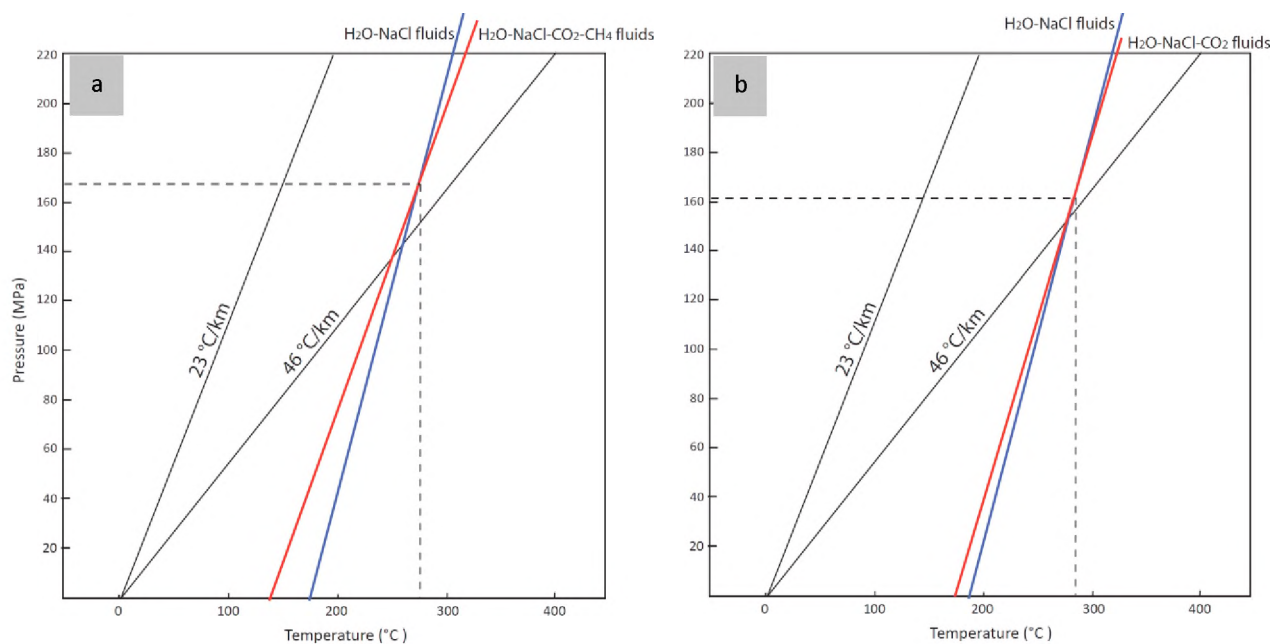 H2O-NaCl fluids
H2O-NaCl-CO2-CH4 fluids
a
220
200
180
160
140
120
100
80
60
40
20
Pressure (MPa)
23 °C/km
46 °C/km
0
100
200
300
400
Temperature (°C )
H2O-NaCl fluids
H2O-NaCl-CO2 fluids
b
220
200
180
160
140
120
100
80
60
40
20
23 °C/km
46 °C/km
0
100
200
300
400
Temperature (°C )